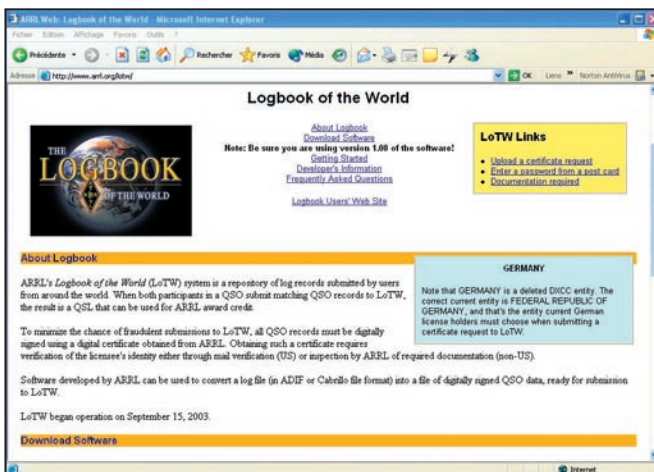 ARRLWeb: Logbook of the World - Microsoft Internet Explorer
Fichier Edition Affichage Favoris Outils ?
Précédente Rechercher Favoris Média
Adresse http://www.arrl.org/lotw/ OK Liens » Norton AntiVirus
Logbook of the World
THE
LOGBOOK
OF THE WORLD
About Logbook
Download Software
Note: Be sure you are using version 1.08 of the software!
Getting Started
Developer's Information
Frequently Asked Questions
Logbook Users' Web Site
LoTW Links
• Upload a certificate request
• Enter a password from a post card
• Documentation required
About Logbook
ARRL's Logbook of the World (LoTW) system is a repository of log records submitted by users
from around the world. When both participants in a QSO submit matching QSO records to LoTW,
the result is a QSL that can be used for ARRL award credit.
GERMANY
Note that GERMANY is a deleted DXCC entity. The
correct current entity is FEDERAL REPUBLIC OF
GERMANY, and that's the entity current German
license holders must choose when submitting a
certificate request to LoTW.
To minimize the chance of fraudulent submissions to LoTW, all QSO records must be digitally
signed using a digital certificate obtained from ARRL. Obtaining such a certificate requires
verification of the licensee's identity either through mail verification (US) or inspection by ARRL of required documentation (non-US).
Software developed by ARRL can be used to convert a log file (in ADIF or Cabrillo file format) into a file of digitally signed QSO data, ready for submission
to LoTW.
LoTW began operation on September 15, 2003.
Download Software
Internet